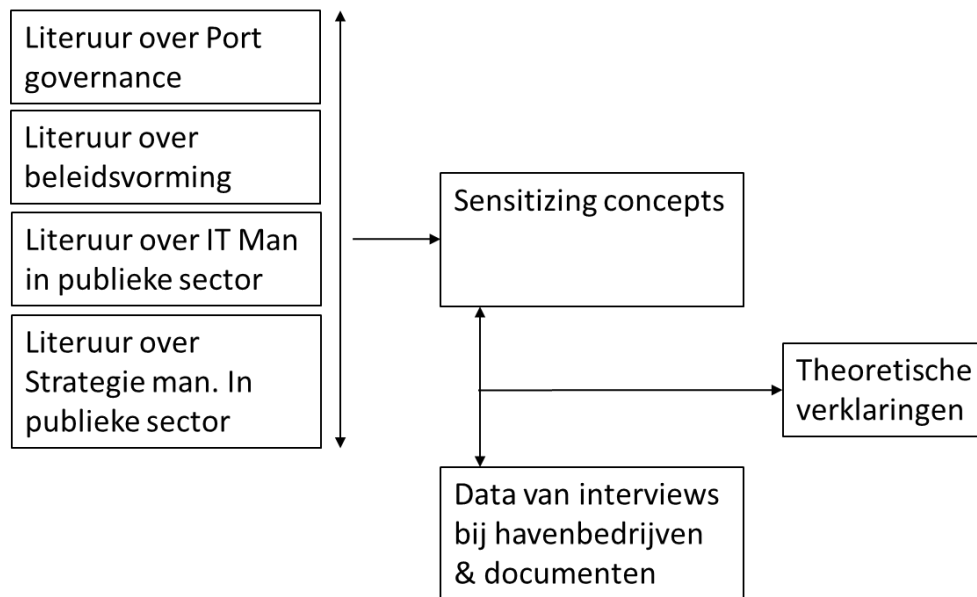 Literuur over Port
governance
Literuur over
beleidsvorming
Literuur over IT Man
in publieke sector
Literuur over
Strategie man. In
publieke sector
Sensitizing concepts
Theoretische
verklaringen
Data van interviews
bij havenbedrijven
& documenten